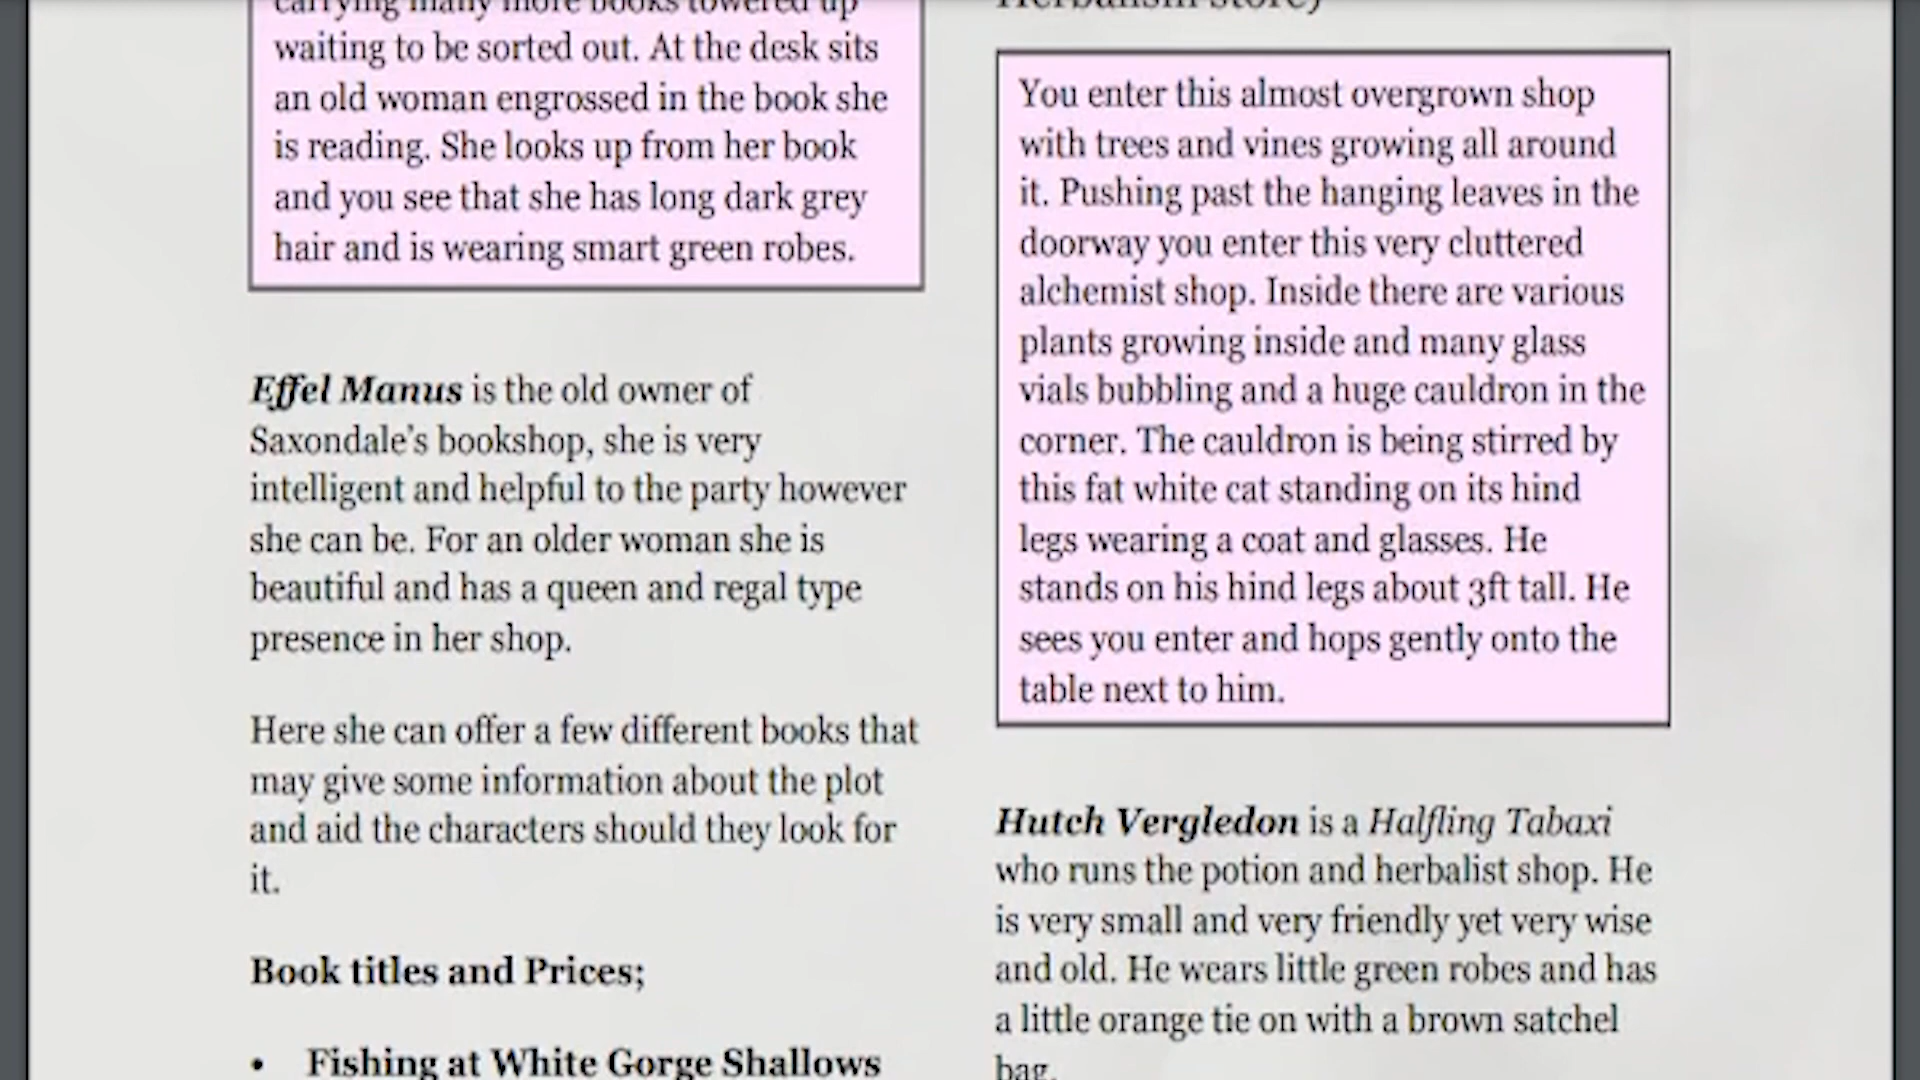 carrying many more books towered up
waiting to be sorted out. At the desk sits
an old woman engrossed in the book she
is reading. She looks up from her book
and you see that she has long dark grey
hair and is wearing smart green robes.
Effel Manus is the old owner of
Saxondale’s bookshop, she is very
intelligent and helpful to the party however
she can be. For an older woman she is
beautiful and has a queen and regal type
presence in her shop.
Here she can offer a few different books that
may give some information about the plot
and aid the characters should they look for
it.
Book titles and Prices;
• Fishing at White Gorge Shallows
Herbalism store)
You enter this almost overgrown shop
with trees and vines growing all around
it. Pushing past the hanging leaves in the
doorway you enter this very cluttered
alchemist shop. Inside there are various
plants growing inside and many glass
vials bubbling and a huge cauldron in the
corner. The cauldron is being stirred by
this fat white cat standing on its hind
legs wearing a coat and glasses. He
stands on his hind legs about 3ft tall. He
sees you enter and hops gently onto the
table next to him.
Hutch Vergledon is a Halfling Tabaxi
who runs the potion and herbalist shop. He
is very small and very friendly yet very wise
and old. He wears little green robes and has
a little orange tie on with a brown satchel
bag.